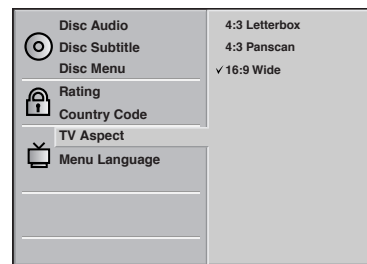 Disc Audio
Disc Subtitle
Disc Menu
Rating
Country Code
TV Aspect
Menu Language
4:3 Letterbox
4:3 Panscan
✓ 16:9 Wide